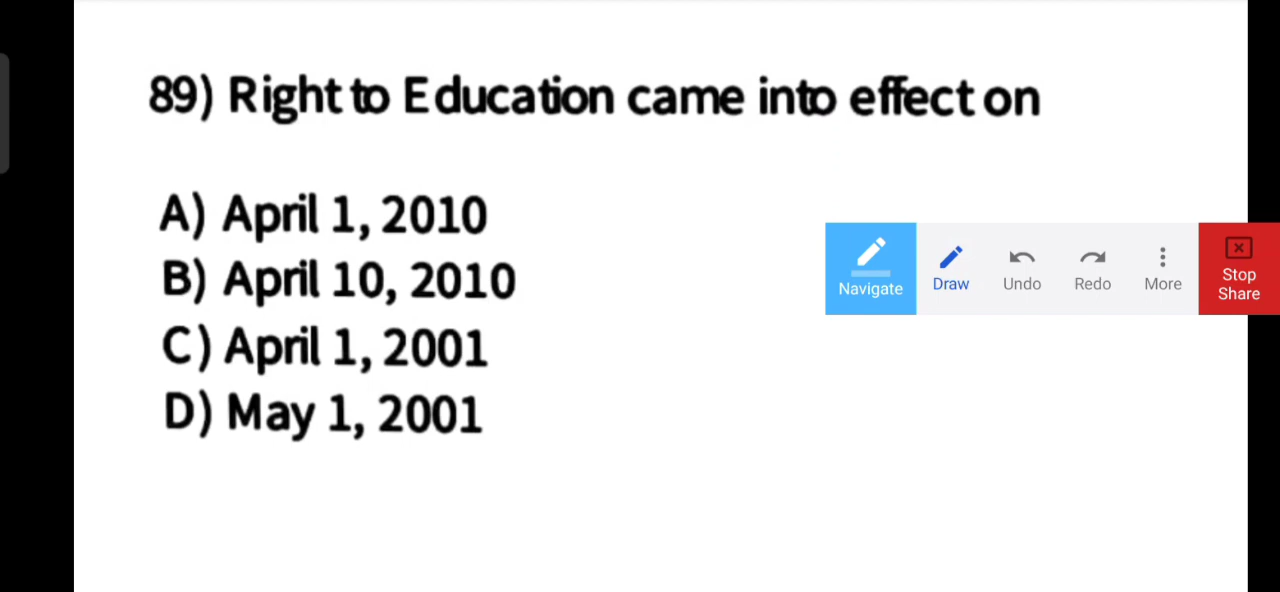 89) Right to Education came into effect on
A) April 1, 2010
B) April 10, 2010
C) April 1, 2001
D) May 1, 2001
Navigate
Draw
Undo
Redo
More
Stop
Share